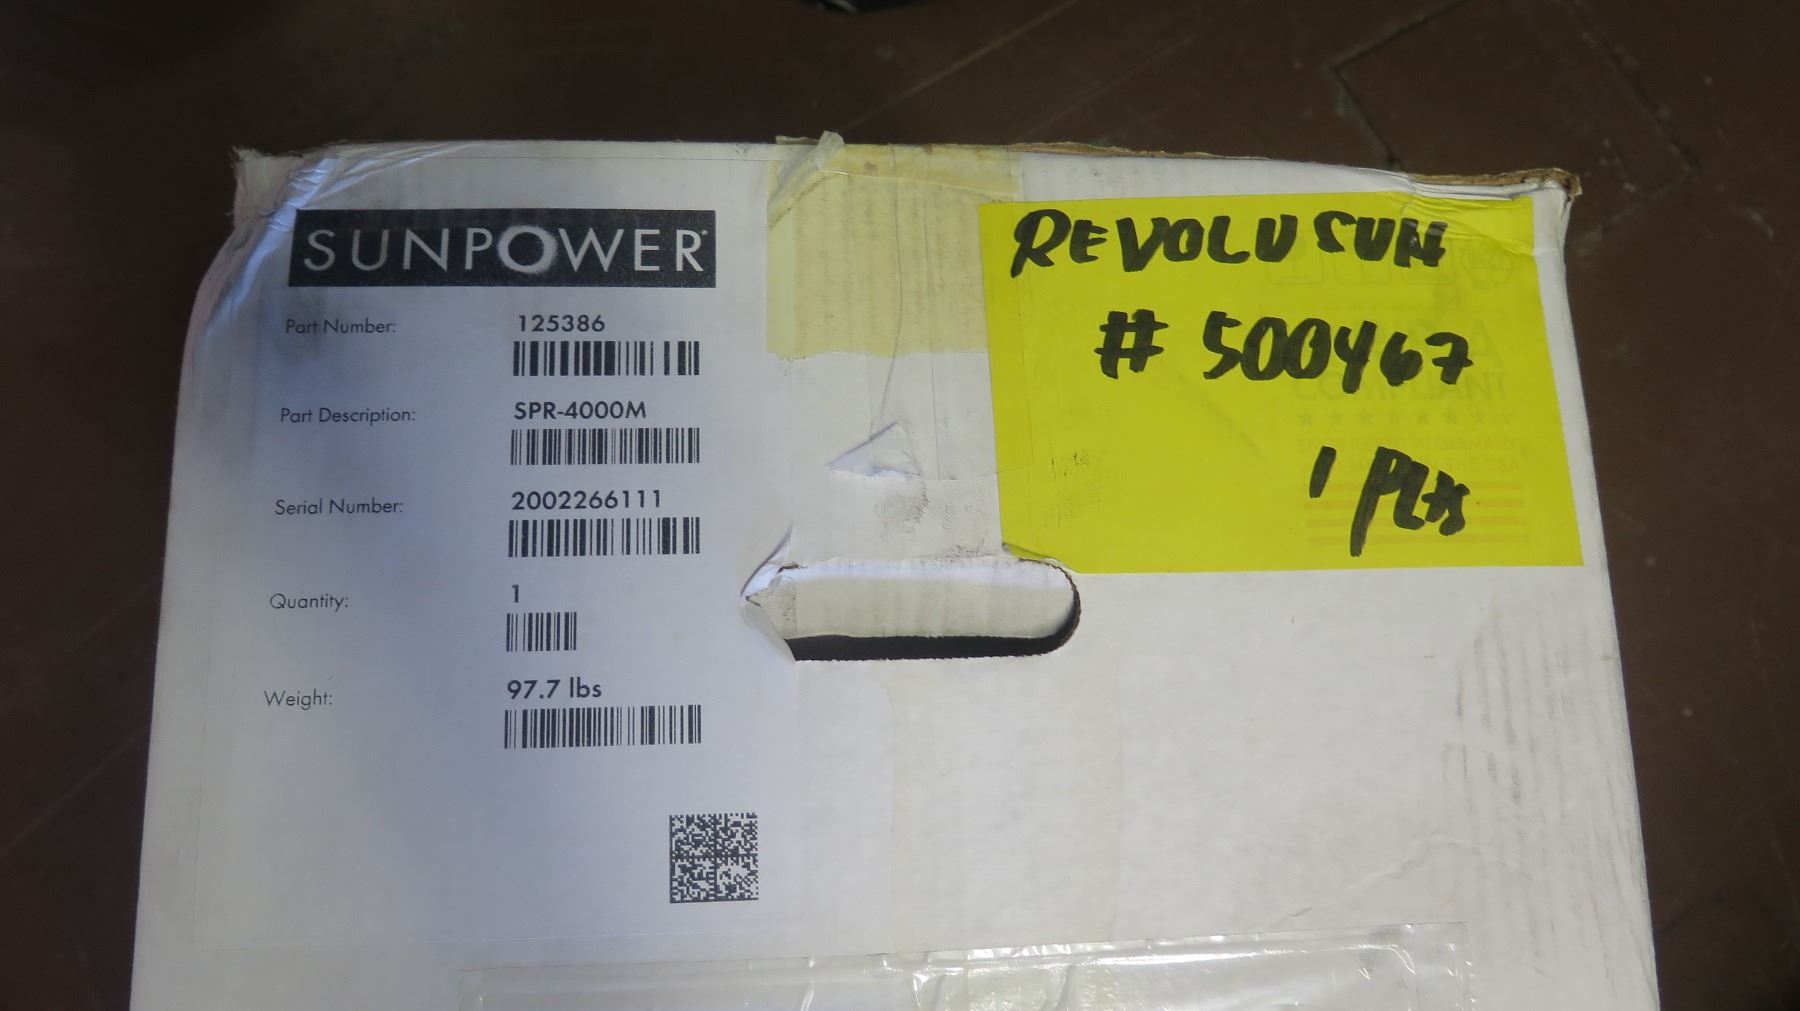 SUNPOWER
Part Number: 125386
Part Description: SPR-4000M
Serial Number: 2002266111
Quantity: 1
Weight: 97.7 lbs
REVOLUSUN
# 500467
1 Plts